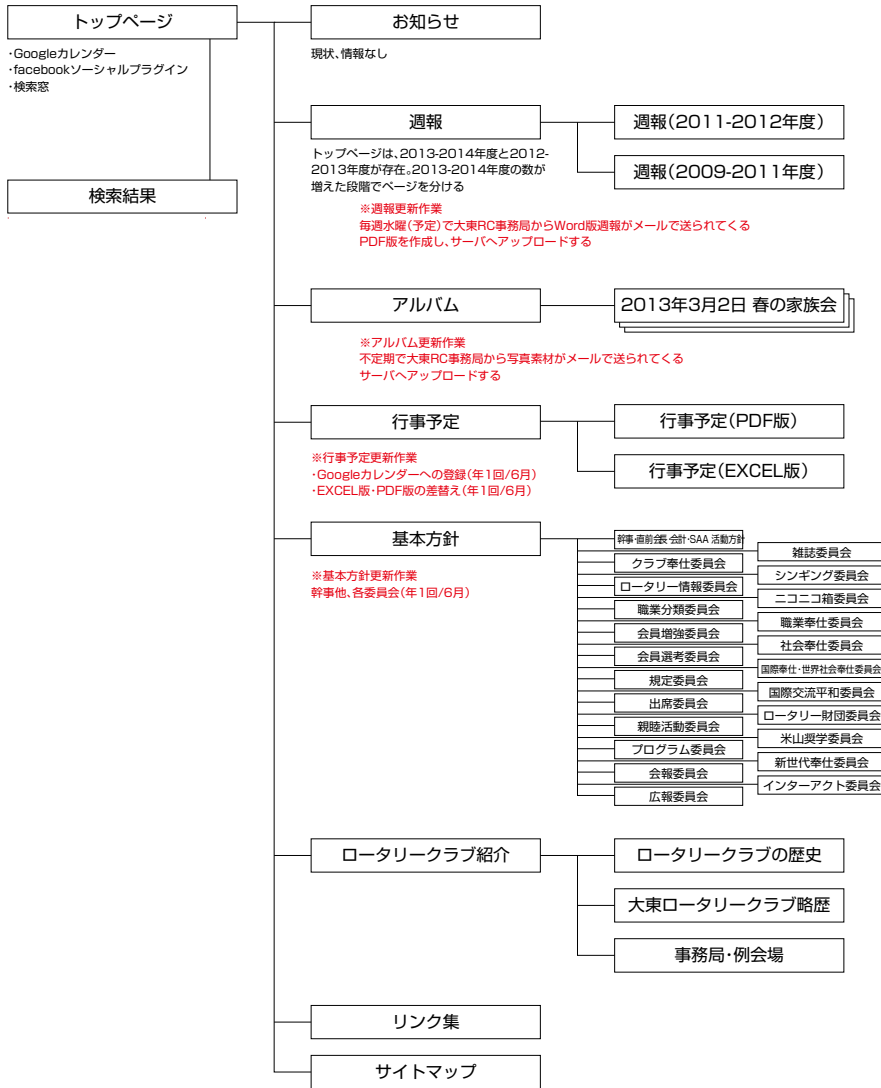 トップページ
・Googleカレンダー
・facebookソーシャルプラグイン
・検索窓
検索結果
お知らせ
現状、情報なし
週報
トップページは、2013-2014年度と2012-
2013年度が存在。2013-2014年度の数が
増えた段階でページを分ける
※週報更新作業
毎週水曜(予定)で大東RC事務局からWord版週報がメールで送られてくる
PDF版を作成し、サーバへアップロードする
週報(2011-2012年度)
週報(2009-2011年度)
アルバム
※アルバム更新作業
不定期で大東RC事務局から写真素材がメールで送られてくる
サーバへアップロードする
2013年3月2日 春の家族会
行事予定
※行事予定更新作業
・Googleカレンダーへの登録(年1回/6月)
・EXCEL版・PDF版の差替え(年1回/6月)
行事予定(PDF版)
行事予定(EXCEL版)
基本方針
※基本方針更新作業
幹事他、各委員会(年1回/6月)
幹事・直前会長・会計・SAA 活動方針
クラブ奉仕委員会
ロータリー情報委員会
職業分類委員会
会員増強委員会
会員選考委員会
規定委員会
出席委員会
親睦活動委員会
プログラム委員会
会報委員会
広報委員会
雑誌委員会
シンギング委員会
ニコニコ箱委員会
職業奉仕委員会
社会奉仕委員会
国際奉仕・世界社会奉仕委員会
国際交流平和委員会
ロータリー財団委員会
米山奨学委員会
新世代奉仕委員会
インターアクト委員会
ロータリークラブ紹介
ロータリークラブの歴史
大東ロータリークラブ略歴
事務局・例会場
リンク集
サイトマップ